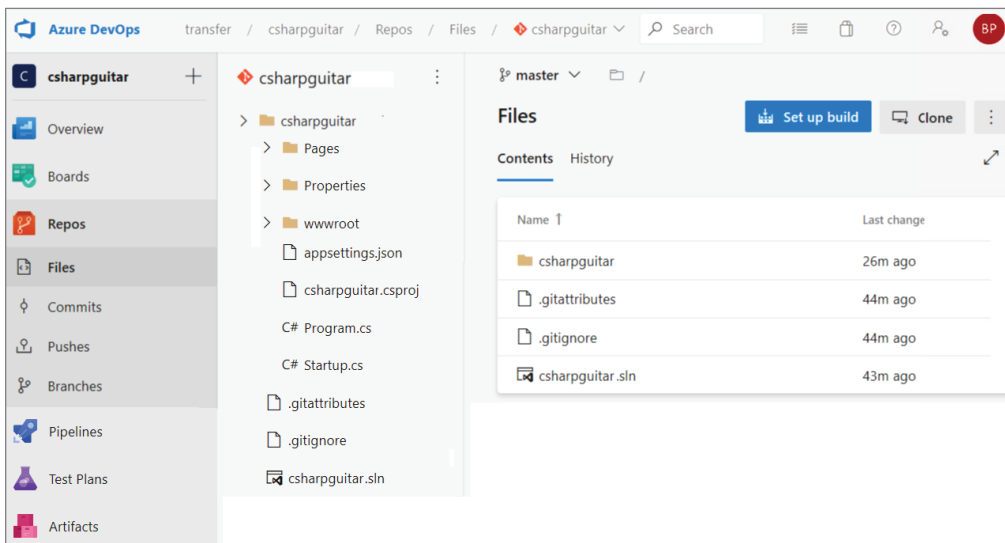 Azure DevOps transfer / csharpguitar / Repos / Files / csharpguitar Search BP
C csharpguitar
Overview
Boards
Repos
Files
Commits
Pushes
Branches
Pipelines
Test Plans
Artifacts
csharpguitar
csharpguitar
Pages
Properties
wwwroot
appsettings.json
csharpguitar.csproj
C# Program.cs
C# Startup.cs
.gitattributes
.gitignore
csharpguitar.sln
master /
Files Set up build Clone
Contents History
Name ↑ Last change
csharpguitar 26m ago
.gitattributes 44m ago
.gitignore 44m ago
csharpguitar.sln 43m ago